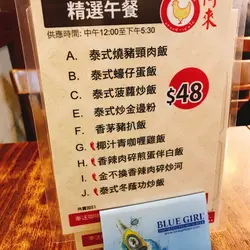 精選午餐
供應時間: 中午12:00至下午5:30
A. 泰式燒豬頸肉飯
B. 泰式蠔仔蛋飯
C. 泰式菠蘿炒飯
D. 泰式炒金邊粉
F. 香茅豬扒飯
G. 椰汁青咖喱雞飯
H. 香辣肉碎煎蛋伴白飯
I. 金不換香辣肉碎炒河
J. 泰式冬蔭功炒飯
$48
BLUE GIRL